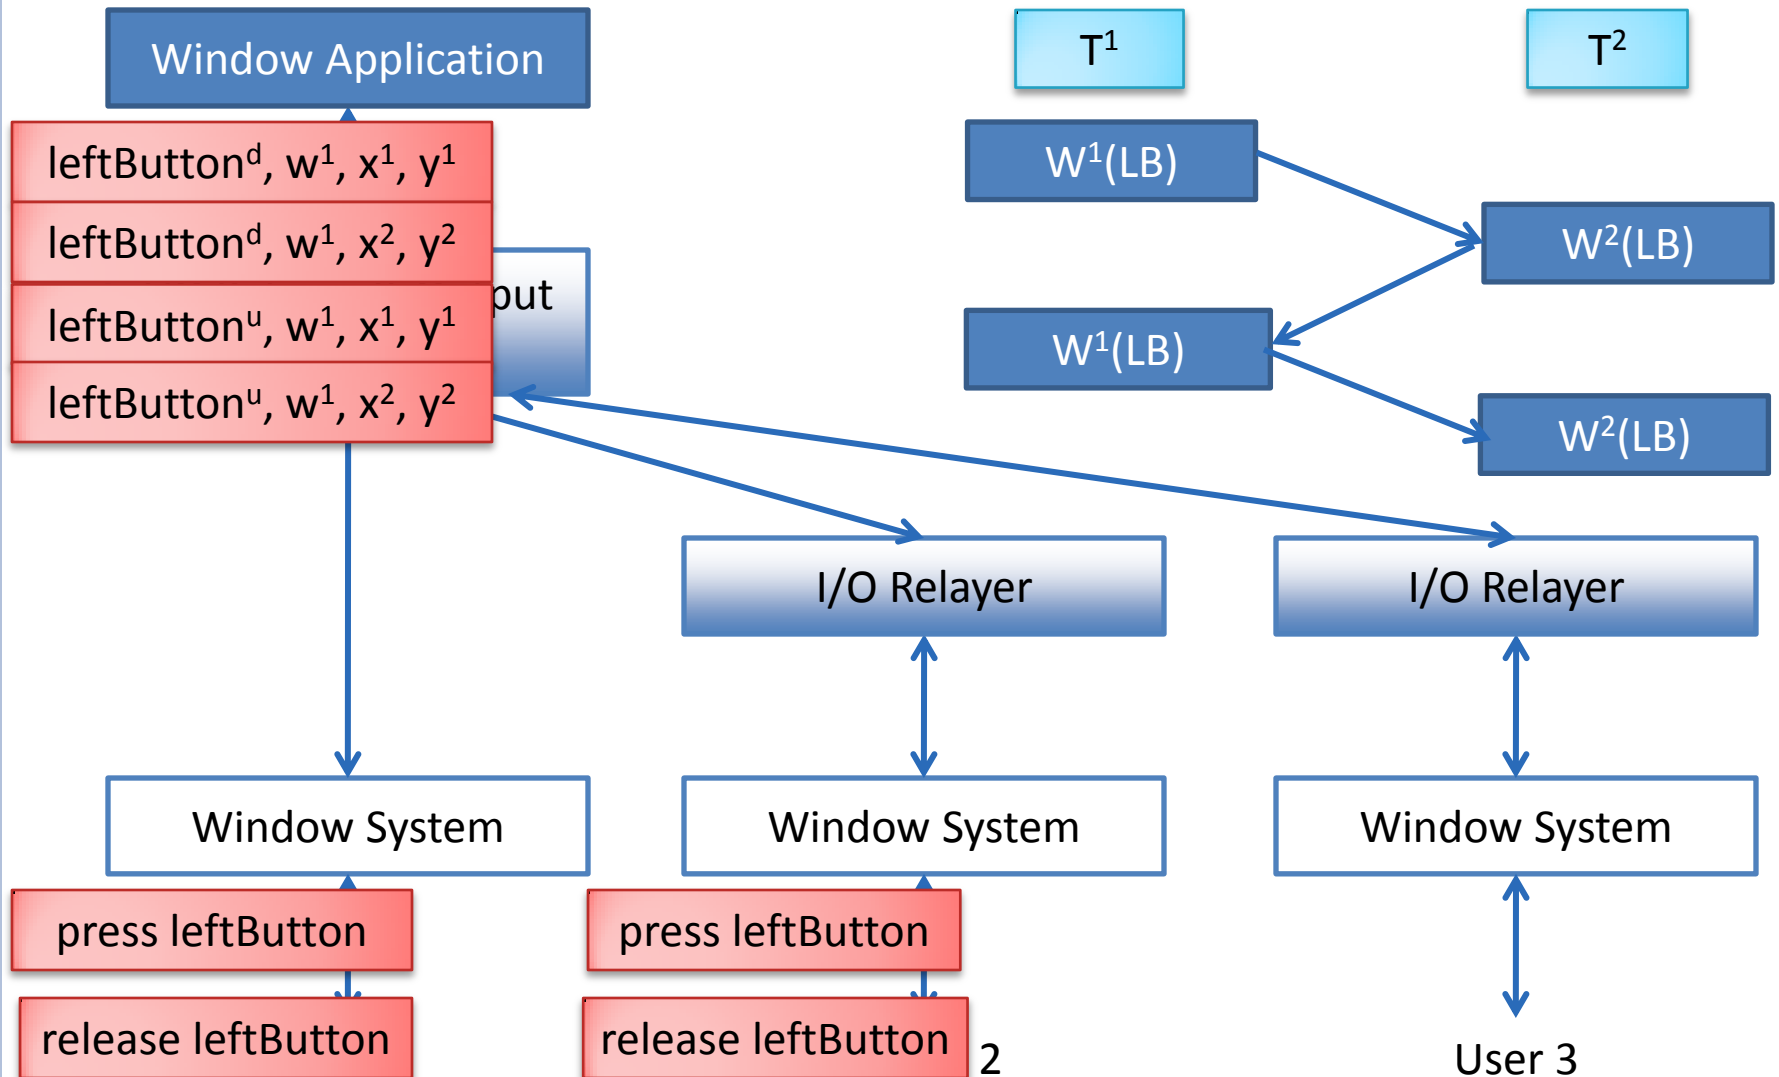 Window Application
T¹
T²
leftButtonᵈ, w¹, x¹, y¹
W¹(LB)
leftButtonᵈ, w¹, x², y²
W²(LB)
put
leftButtonᵘ, w¹, x¹, y¹
W¹(LB)
leftButtonᵘ, w¹, x², y²
W²(LB)
I/O Relayer
I/O Relayer
Window System
Window System
Window System
press leftButton
press leftButton
release leftButton
release leftButton
2
User 3